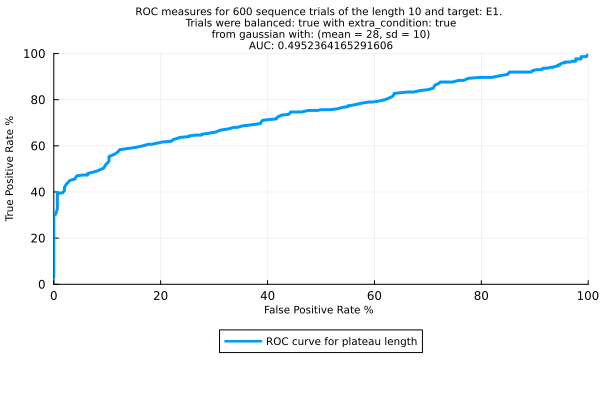 ROC measures for 600 sequence trials of the length 10 and target: E1.
Trials were balanced: true with extra_condition: true
from gaussian with: (mean = 28, sd = 10)
AUC: 0.4952364165291606
100
80
60
40
20
0
True Positive Rate %
0 20 40 60 80 100
False Positive Rate %
ROC curve for plateau length